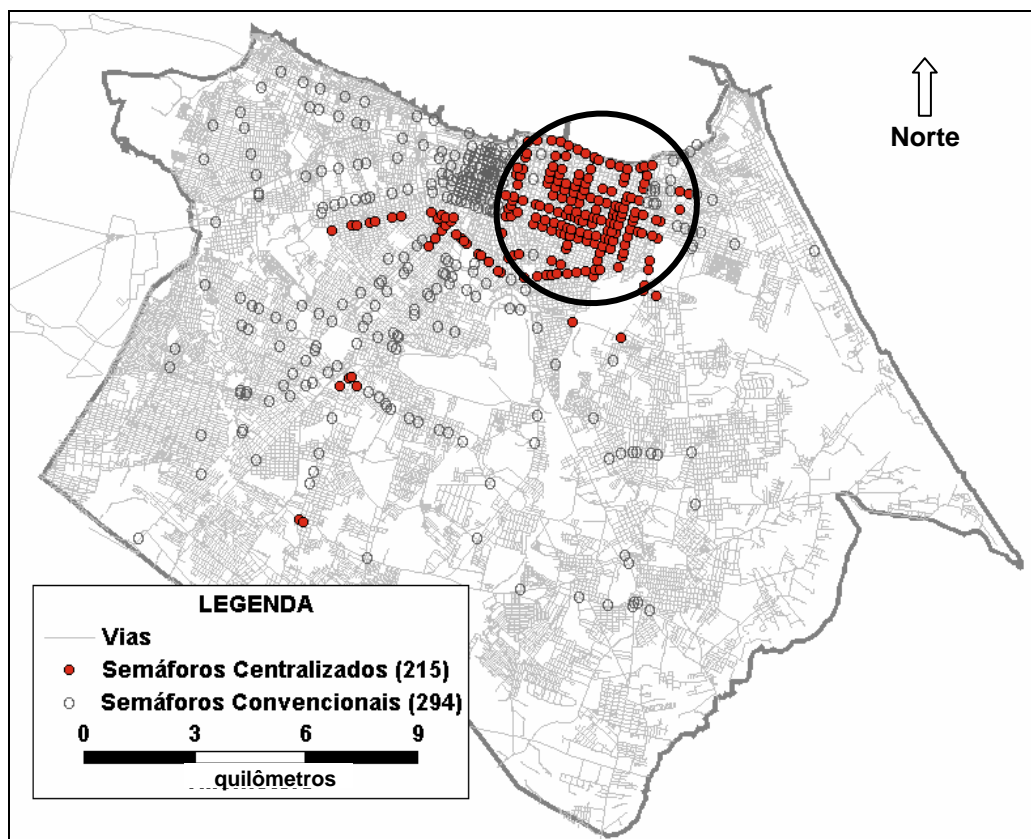 Norte
LEGENDA
Vias
Semáforos Centralizados (215)
Semáforos Convencionais (294)
0 3 6 9
quilômetros